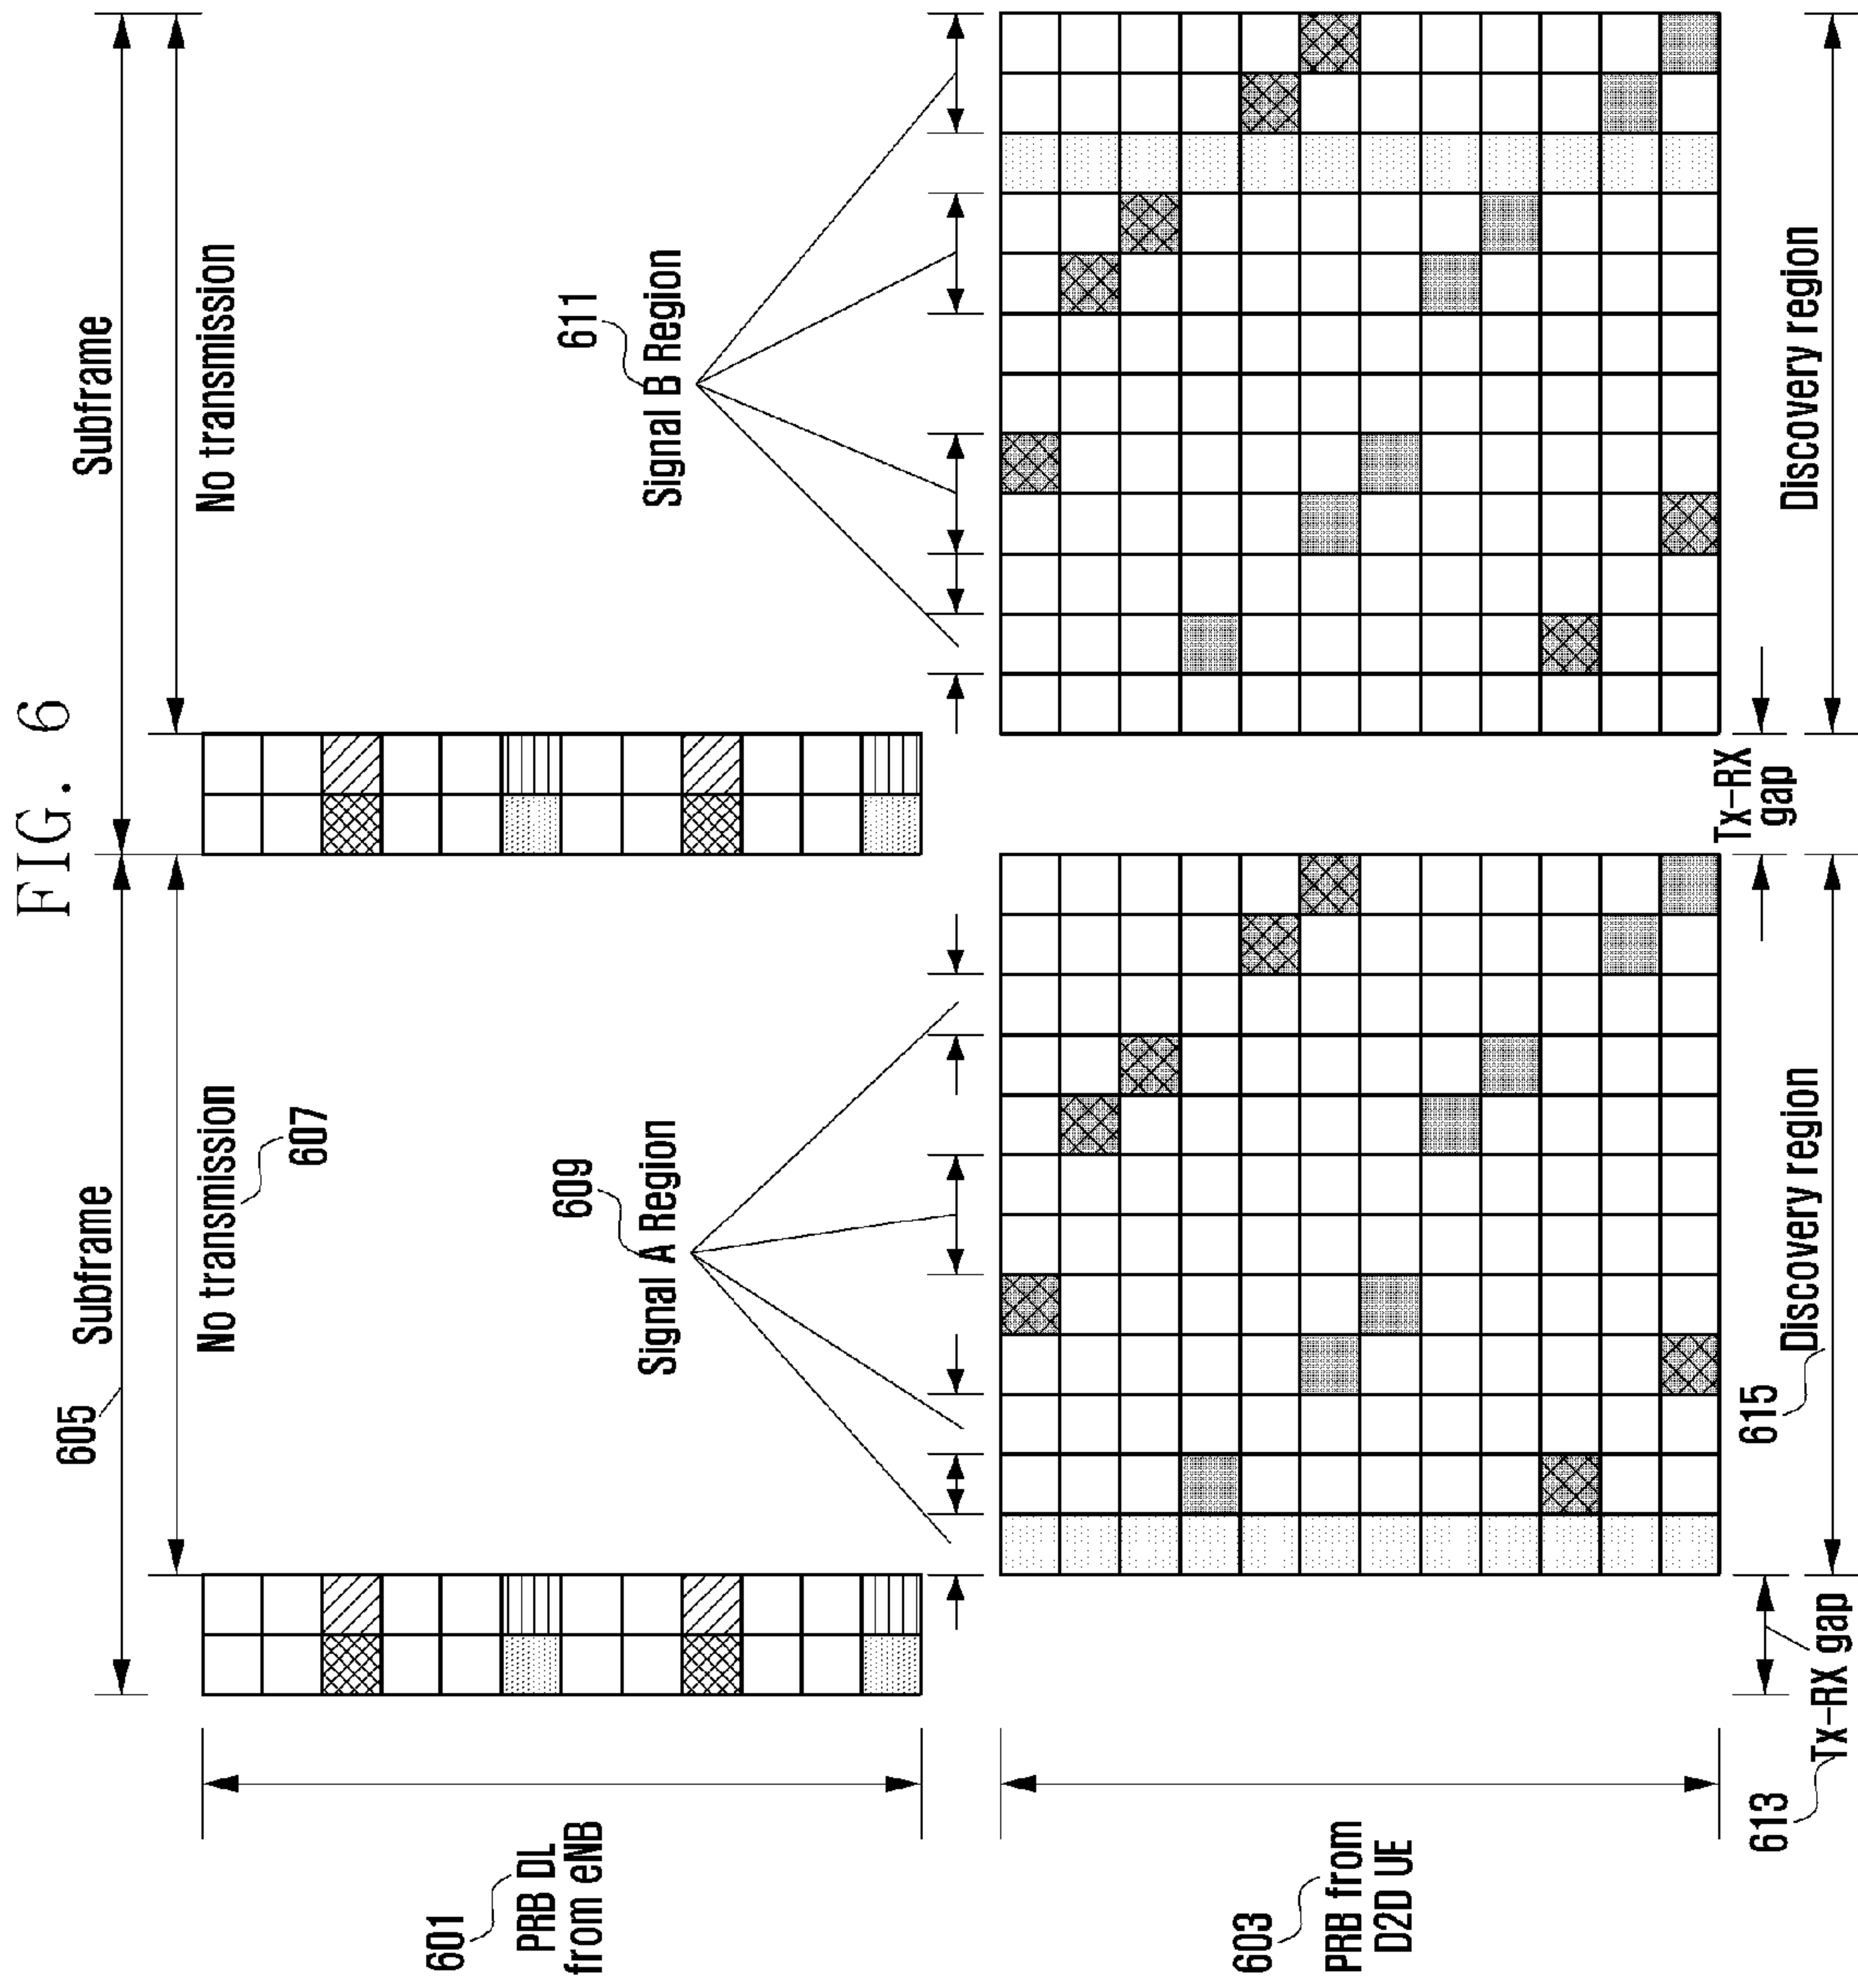 FIG. 6
605
Subframe
Subframe
No transmission
607
No transmission
601
PRB DL
from eNB
609
Signal A Region
611
Signal B Region
603
PRB from
D2D UE
613
Tx-RX gap
Tx-RX
gap
615
Discovery region
Discovery region